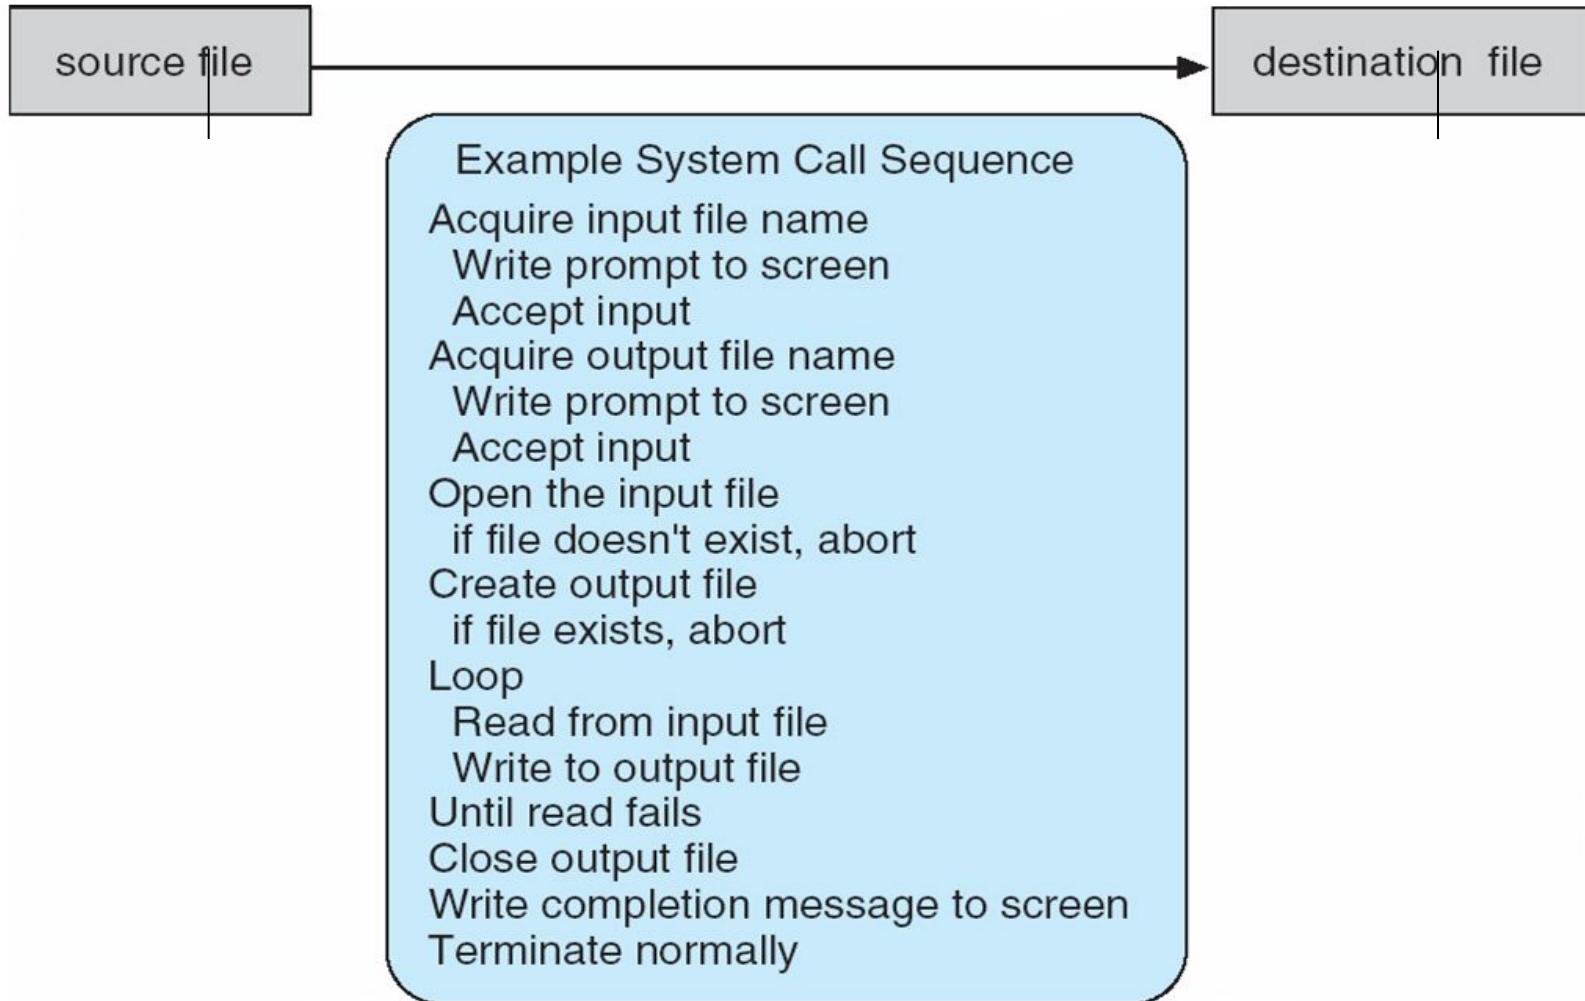 source file
destination file
Example System Call Sequence
Acquire input file name
Write prompt to screen
Accept input
Acquire output file name
Write prompt to screen
Accept input
Open the input file
if file doesn't exist, abort
Create output file
if file exists, abort
Loop
Read from input file
Write to output file
Until read fails
Close output file
Write completion message to screen
Terminate normally